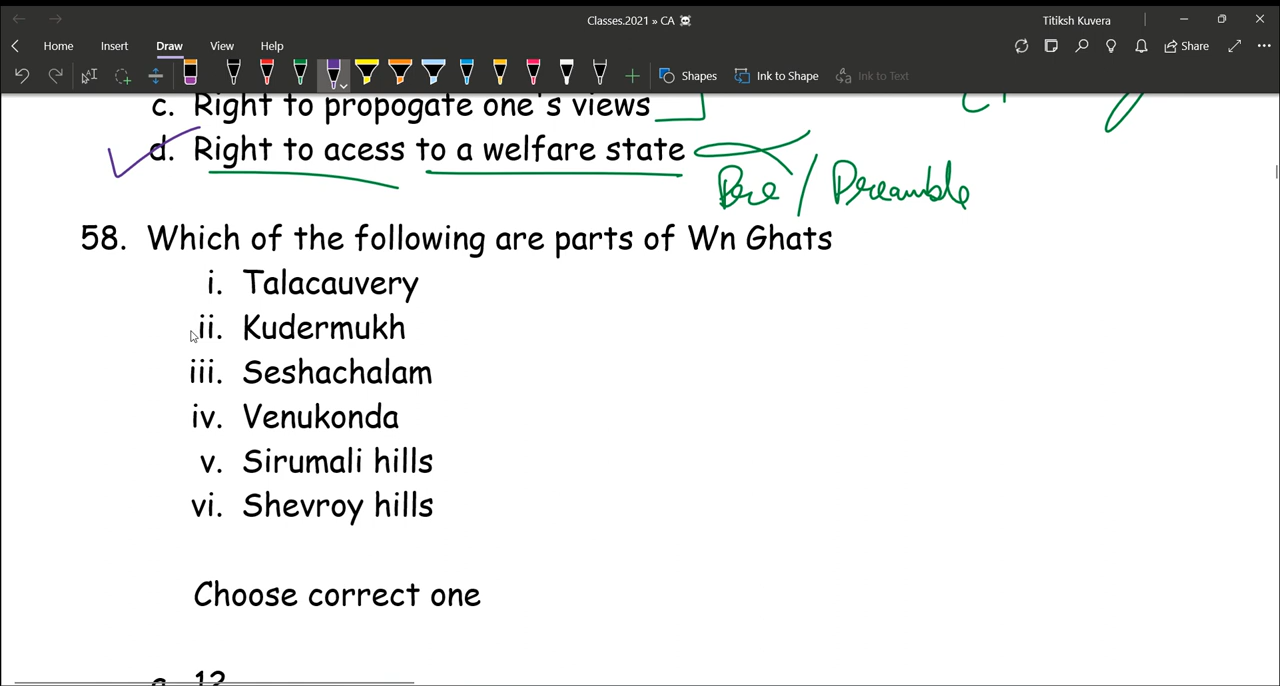 Classes.2021 » CA
Titiksh Kuvera
Home Insert Draw View Help
Share
Shapes Ink to Shape Ink to Text
c. Right to propogate one's views
d. Right to acess to a welfare state
/ Preamble
58. Which of the following are parts of Wn Ghats
i. Talacauvery
ii. Kudermukh
iii. Seshachalam
iv. Venukonda
v. Sirumali hills
vi. Shevroy hills
Choose correct one
a. 12